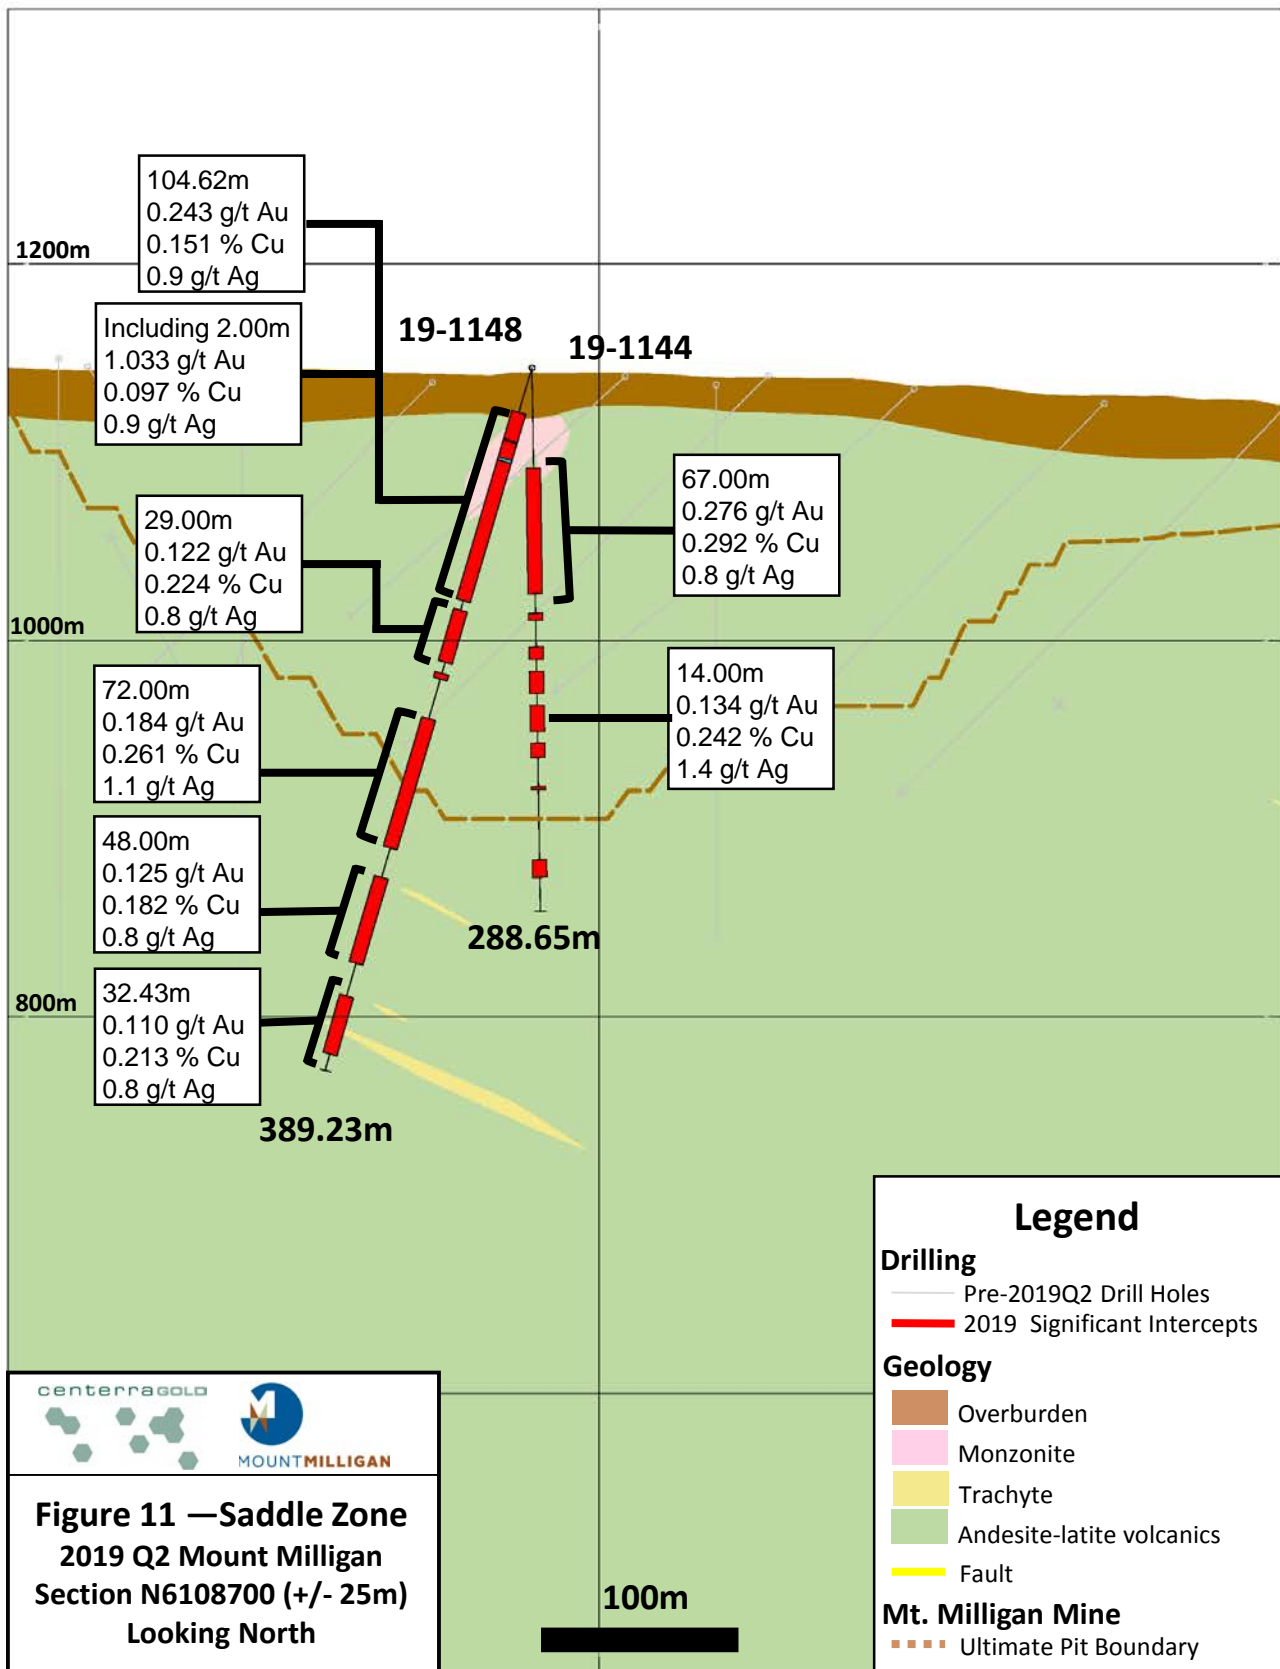 104.62m
0.243 g/t Au
0.151 % Cu
0.9 g/t Ag
1200m
Including 2.00m
1.033 g/t Au
0.097 % Cu
0.9 g/t Ag
19-1148
19-1144
29.00m
0.122 g/t Au
0.224 % Cu
0.8 g/t Ag
67.00m
0.276 g/t Au
0.292 % Cu
0.8 g/t Ag
1000m
72.00m
0.184 g/t Au
0.261 % Cu
1.1 g/t Ag
14.00m
0.134 g/t Au
0.242 % Cu
1.4 g/t Ag
48.00m
0.125 g/t Au
0.182 % Cu
0.8 g/t Ag
288.65m
800m
32.43m
0.110 g/t Au
0.213 % Cu
0.8 g/t Ag
389.23m
Legend
Drilling
Pre-2019Q2 Drill Holes
2019 Significant Intercepts
Geology
Overburden
Monzonite
Trachyte
Andesite-latite volcanics
Fault
Mt. Milligan Mine
Ultimate Pit Boundary
centerraGOLD
MOUNTMILLIGAN
Figure 11 —Saddle Zone
2019 Q2 Mount Milligan
Section N6108700 (+/- 25m)
Looking North
100m